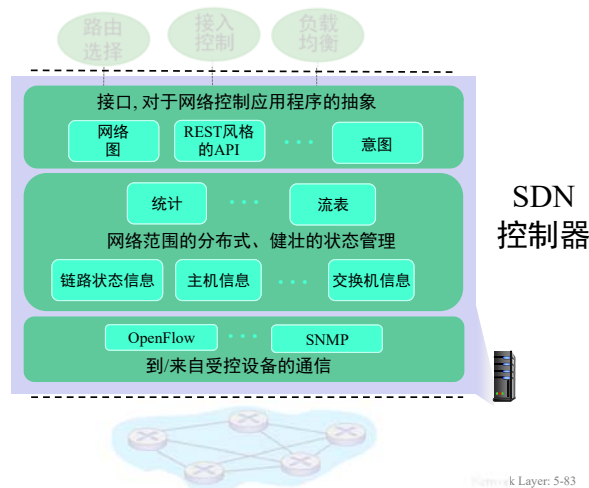 路由
选择
接入
控制
负载
均衡
接口, 对于网络控制应用程序的抽象
网络
图
REST风格
的API
意图
统计
流表
网络范围的分布式、健壮的状态管理
链路状态信息
主机信息
交换机信息
OpenFlow
SNMP
到/来自受控设备的通信
SDN
控制器
k Layer: 5-83